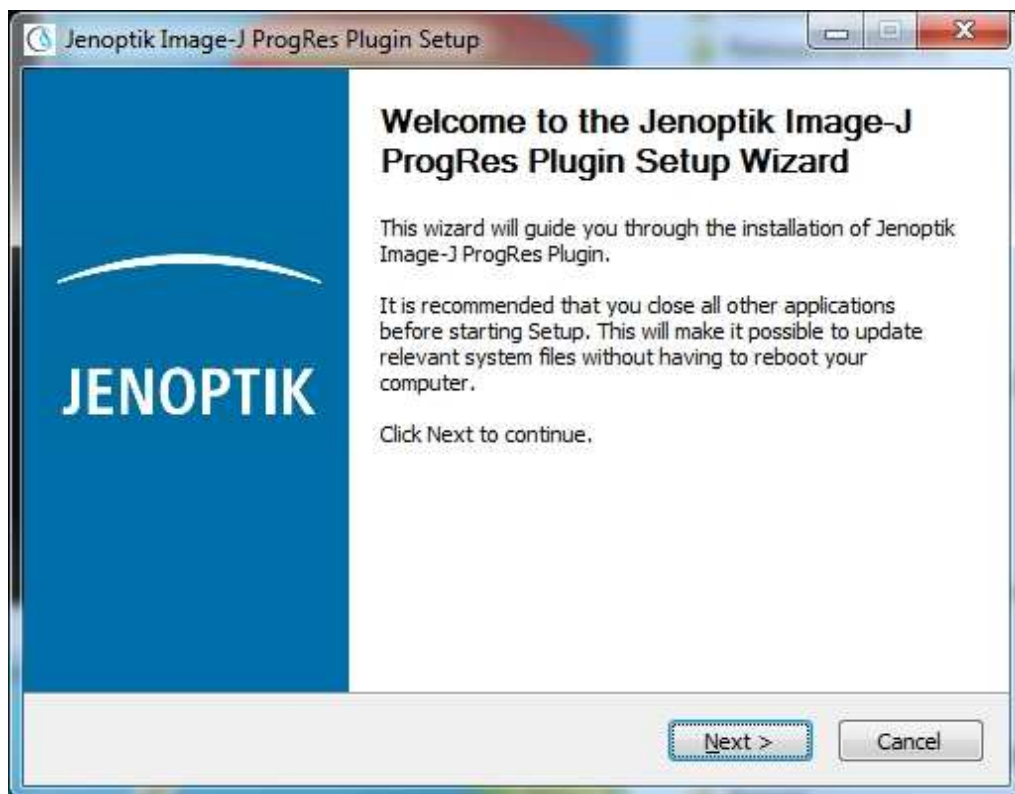 Jenoptik Image-J ProgRes Plugin Setup
Welcome to the Jenoptik Image-J
ProgRes Plugin Setup Wizard
This wizard will guide you through the installation of Jenoptik
Image-J ProgRes Plugin.
It is recommended that you close all other applications
before starting Setup. This will make it possible to update
relevant system files without having to reboot your
computer.
Click Next to continue.
JENOPTIK
Next >
Cancel